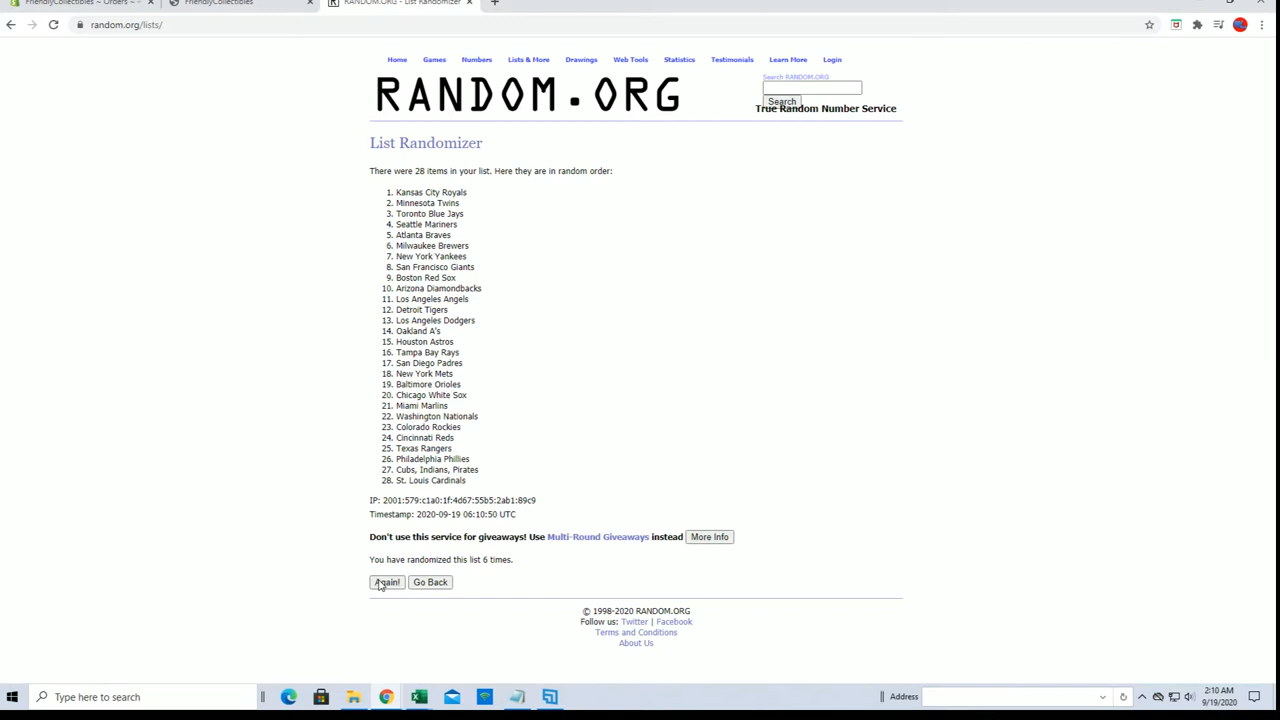 FriendlyCollectibles – Orders –
FriendlyCollectibles
RANDOM.ORG - List Randomizer
random.org/lists/
Home Games Numbers Lists & More Drawings Web Tools Statistics Testimonials Learn More Login
RANDOM.ORG
Search RANDOM.ORG
Search
True Random Number Service
List Randomizer
There were 28 items in your list. Here they are in random order:
1. Kansas City Royals
2. Minnesota Twins
3. Toronto Blue Jays
4. Seattle Mariners
5. Atlanta Braves
6. Milwaukee Brewers
7. New York Yankees
8. San Francisco Giants
9. Boston Red Sox
10. Arizona Diamondbacks
11. Los Angeles Angels
12. Detroit Tigers
13. Los Angeles Dodgers
14. Oakland A's
15. Houston Astros
16. Tampa Bay Rays
17. San Diego Padres
18. New York Mets
19. Baltimore Orioles
20. Chicago White Sox
21. Miami Marlins
22. Washington Nationals
23. Colorado Rockies
24. Cincinnati Reds
25. Texas Rangers
26. Philadelphia Phillies
27. Cubs, Indians, Pirates
28. St. Louis Cardinals
IP: 2001:579:c1a0:1f:4d67:55b5:2ab1:89c9
Timestamp: 2020-09-19 06:10:50 UTC
Don't use this service for giveaways! Use Multi-Round Giveaways instead More Info
You have randomized this list 6 times.
Again! Go Back
© 1998-2020 RANDOM.ORG
Follow us: Twitter | Facebook
Terms and Conditions
About Us
Type here to search
Address
2:10 AM
9/19/2020